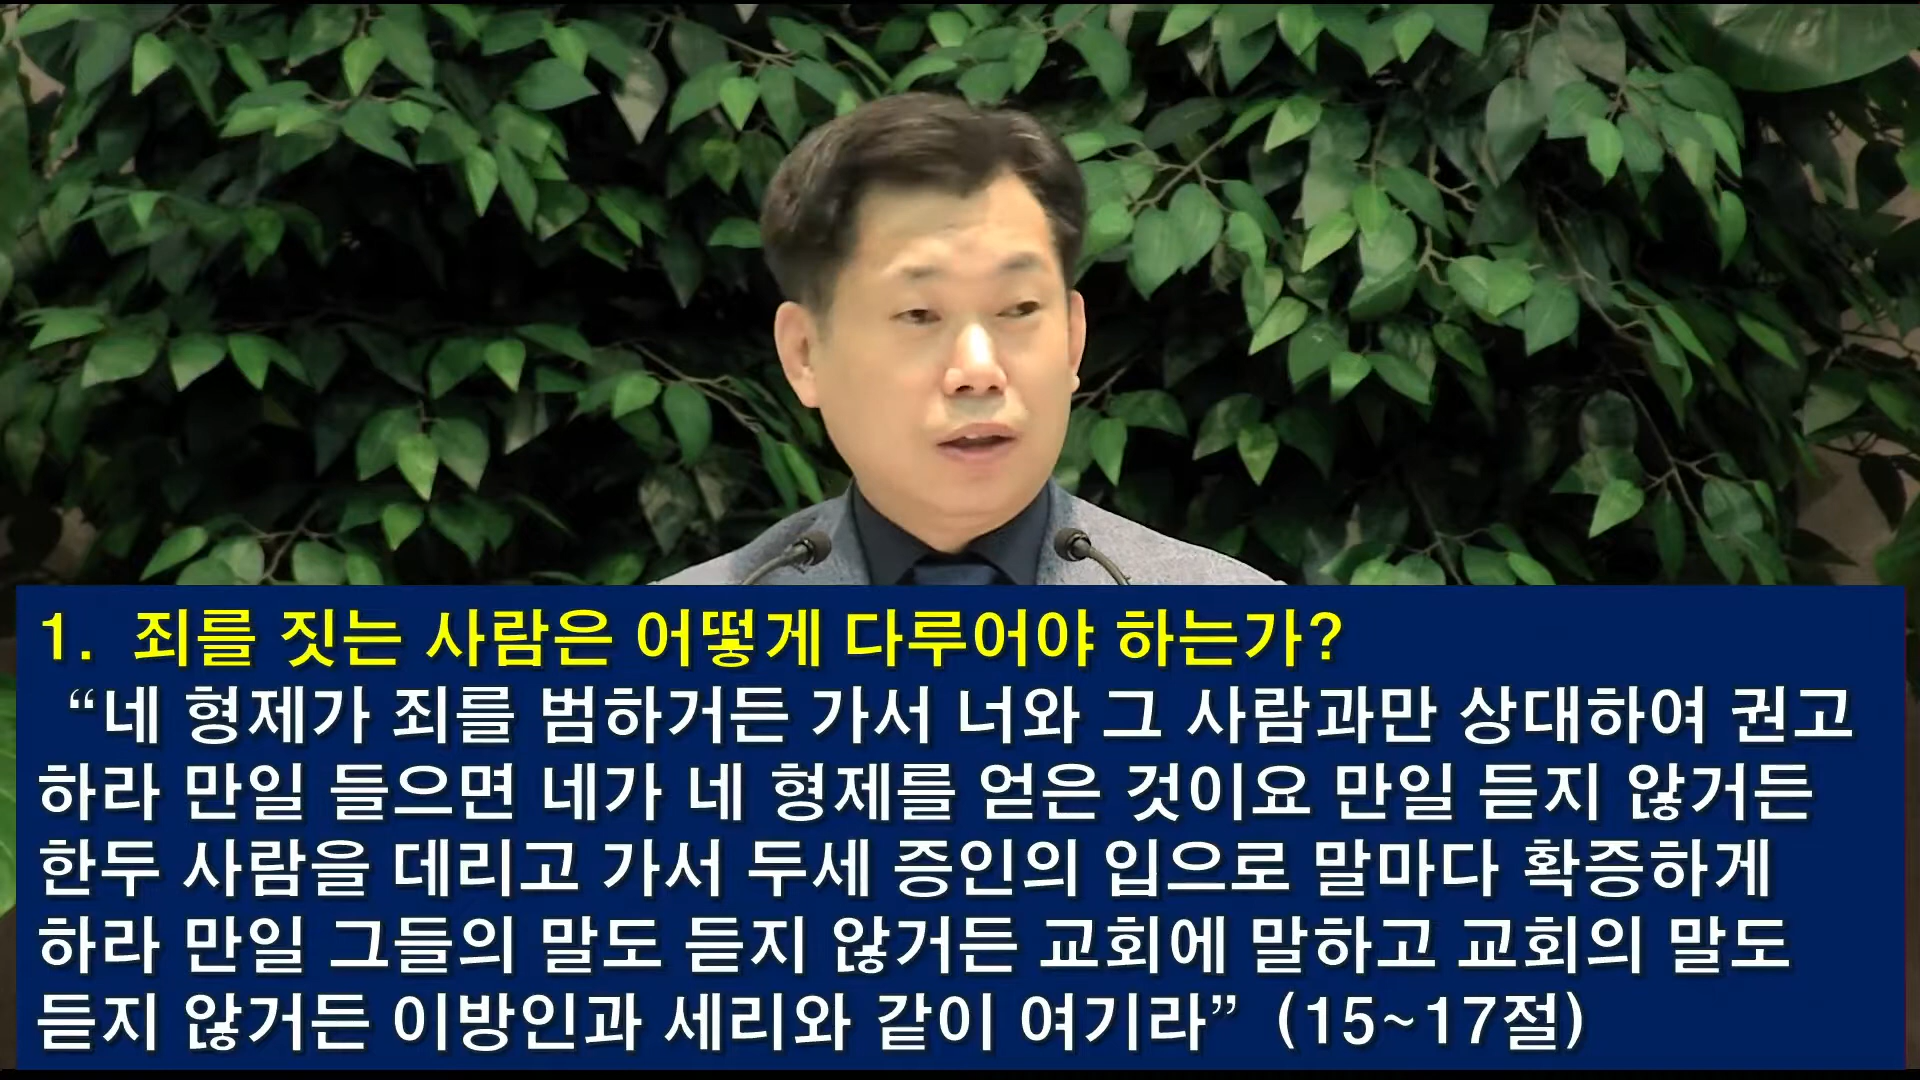 1. 죄를 짓는 사람은 어떻게 다루어야 하는가?
“네 형제가 죄를 범하거든 가서 너와 그 사람과만 상대하여 권고
하라 만일 들으면 네가 네 형제를 얻은 것이요 만일 듣지 않거든
한두 사람을 데리고 가서 두세 증인의 입으로 말마다 확증하게
하라 만일 그들의 말도 듣지 않거든 교회에 말하고 교회의 말도
듣지 않거든 이방인과 세리와 같이 여기라” (15~17절)